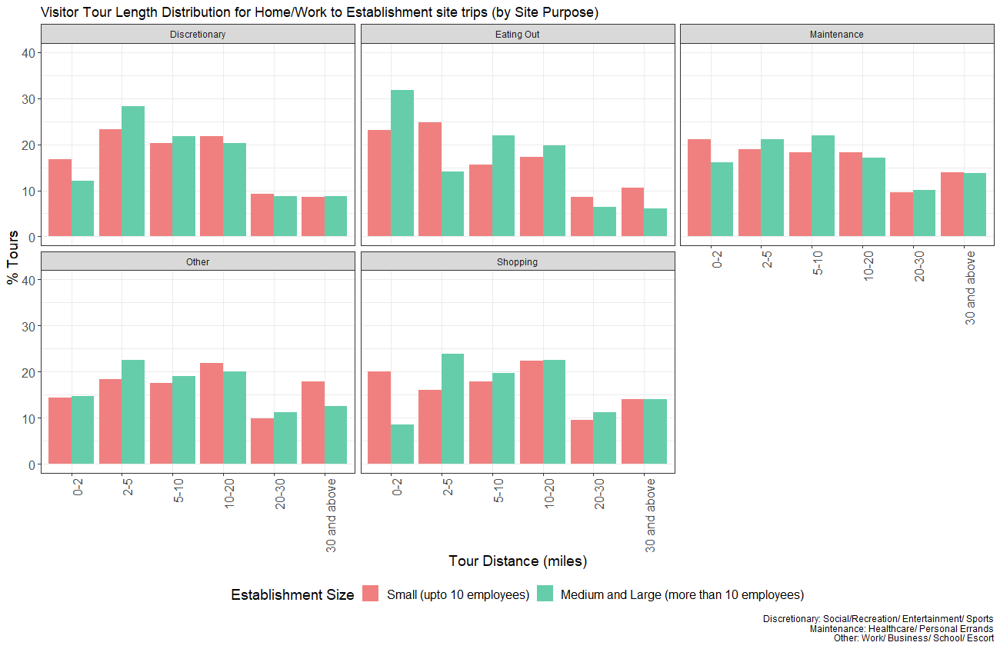 Visitor Tour Length Distribution for Home/Work to Establishment site trips (by Site Purpose)
Discretionary
Eating Out
Maintenance
40
30
20
10
0
0-2
2-5
5-10
10-20
20-30
30 and above
% Tours
Other
Shopping
40
30
20
10
0
0-2
2-5
5-10
10-20
20-30
30 and above
0-2
2-5
5-10
10-20
20-30
30 and above
Tour Distance (miles)
Establishment Size
Small (upto 10 employees)
Medium and Large (more than 10 employees)
Discretionary: Social/Recreation/ Entertainment/ Sports
Maintenance: Healthcare/ Personal Errands
Other: Work/ Business/ School/ Escort